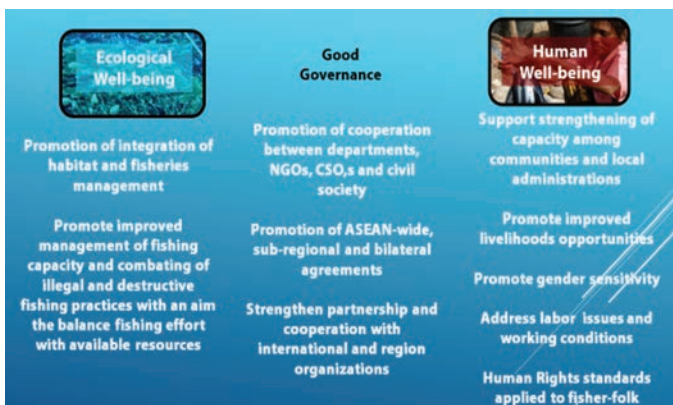 Ecological
Well-being
Promotion of integration of
habitat and fisheries
management
Promote improved
management of fishing
capacity and combating of
illegal and destructive
fishing practices with an aim
the balance fishing effort
with available resources
Good
Governance
Promotion of cooperation
between departments,
NGOs, CSO,s and civil
society
Promotion of ASEAN-wide,
sub-regional and bilateral
agreements
Strengthen partnership and
cooperation with
international and region
organizations
Human
Well-being
Support strengthening of
capacity among
communities and local
administrations
Promote improved
livelihoods opportunities
Promote gender sensitivity
Address labor issues and
working conditions
Human Rights standards
applied to fisher-folk